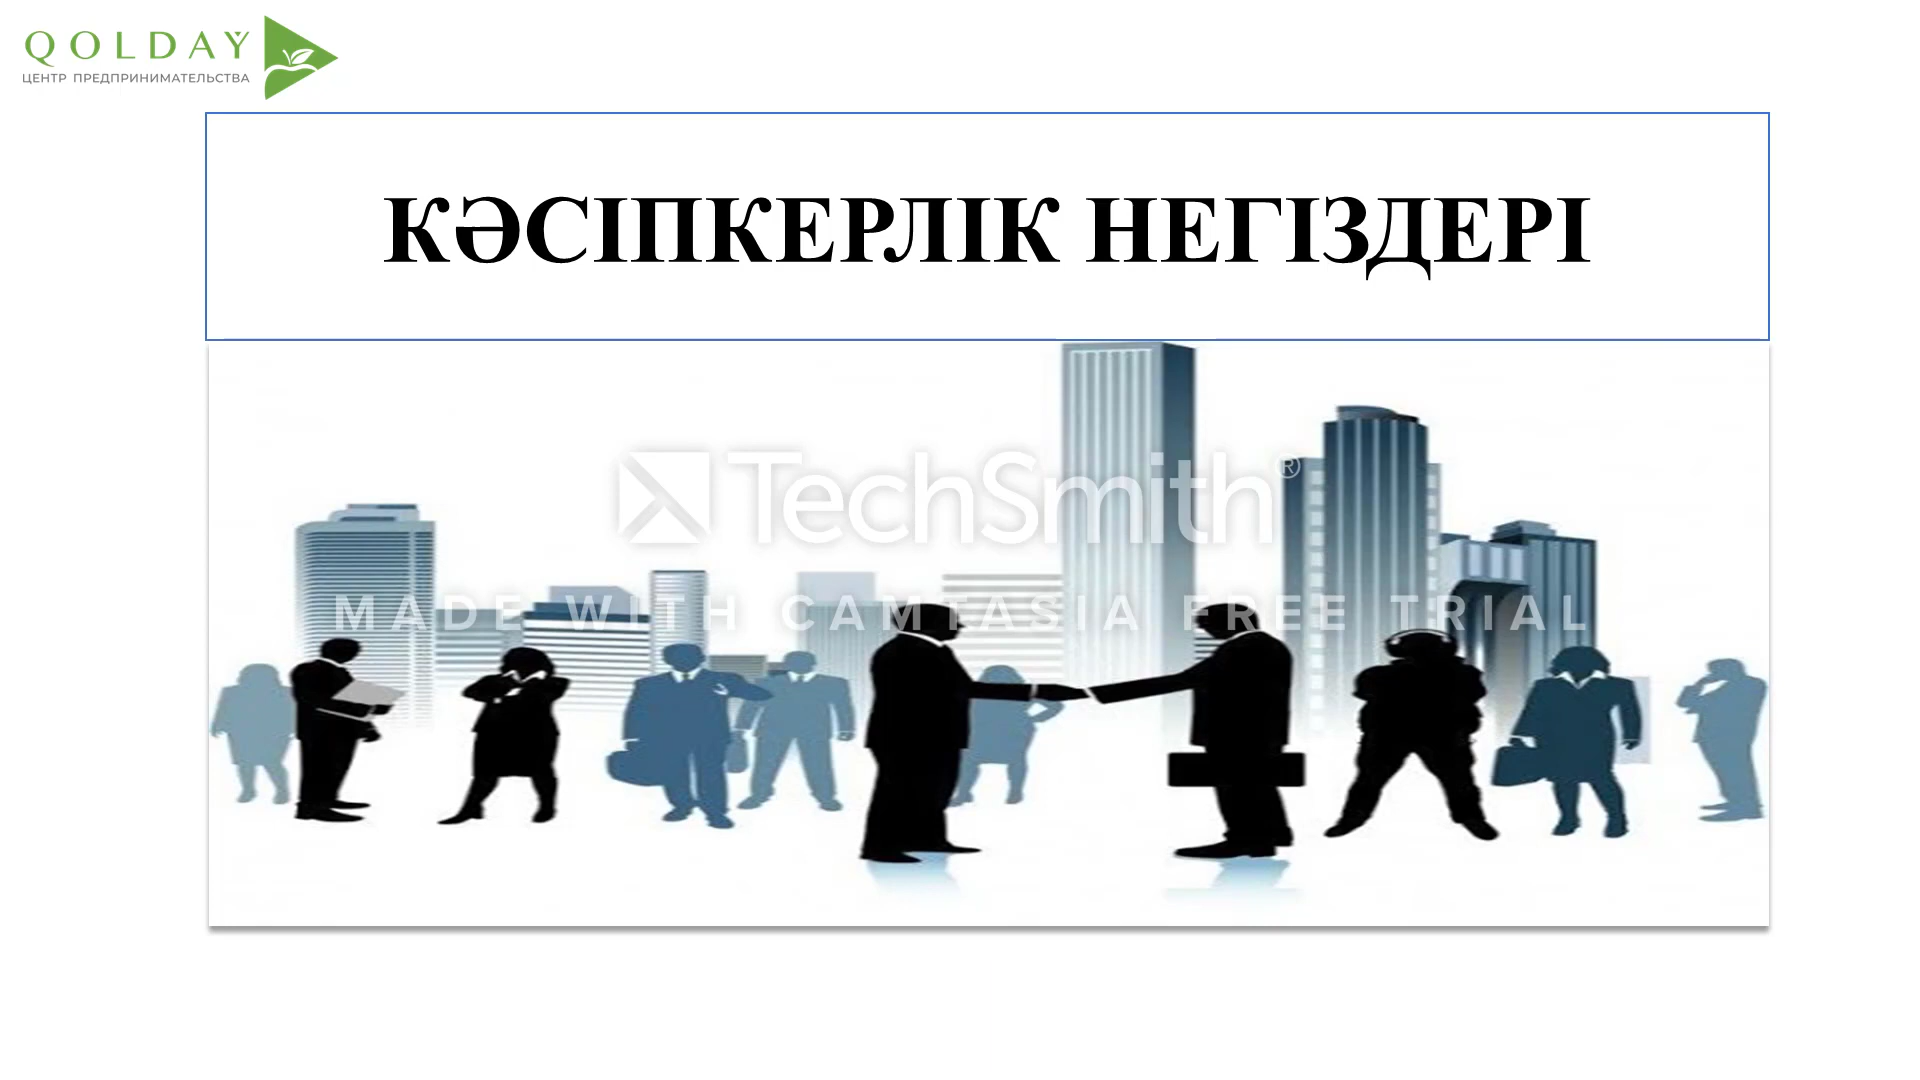 QOLDAY
ЦЕНТР ПРЕДПРИНИМАТЕЛЬСТВА
КӘСІПКЕРЛІК НЕГІЗДЕРІ
TechSmith®
MADE WITH CAMTASIA FREE TRIAL